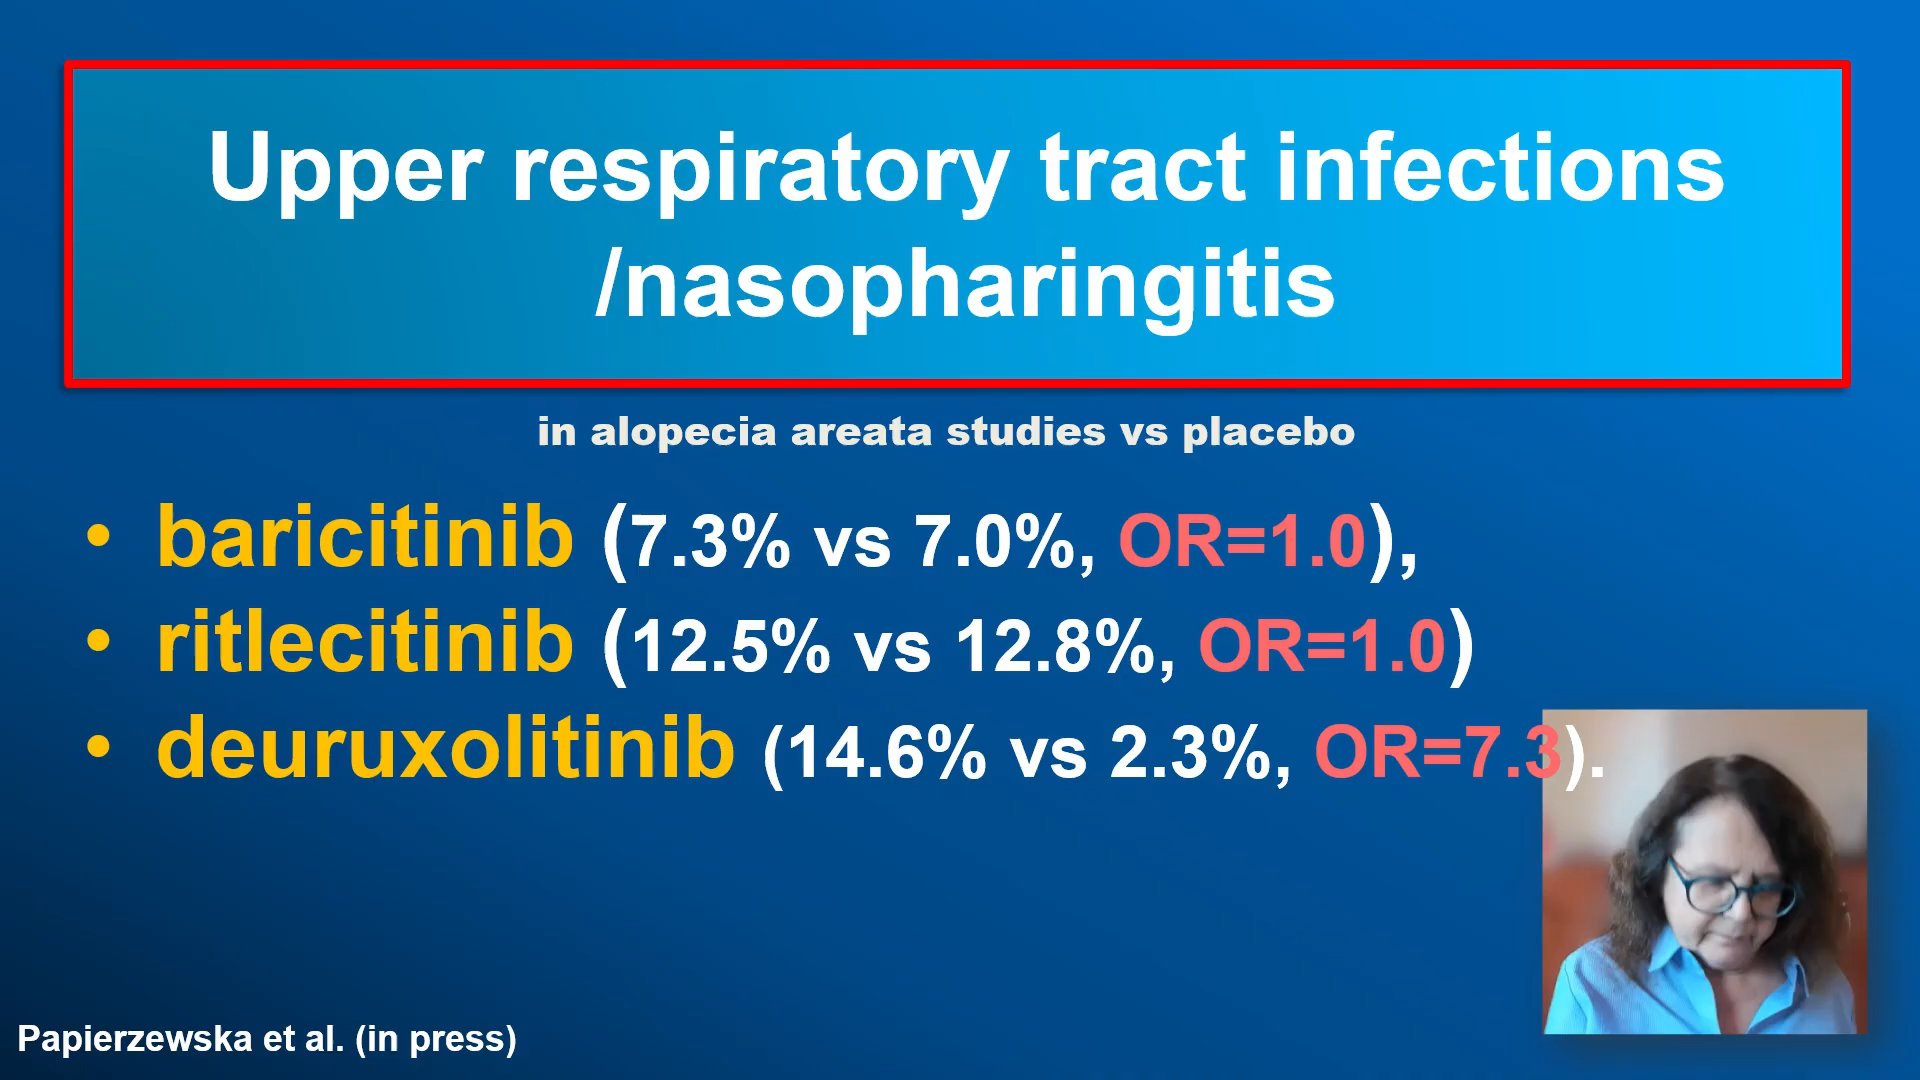 Upper respiratory tract infections
/nasopharingitis
in alopecia areata studies vs placebo
• baricitinib (7.3% vs 7.0%, OR=1.0),
• ritlecitinib (12.5% vs 12.8%, OR=1.0)
• deuruxolitinib (14.6% vs 2.3%, OR=7.3).
Papierzewska et al. (in press)